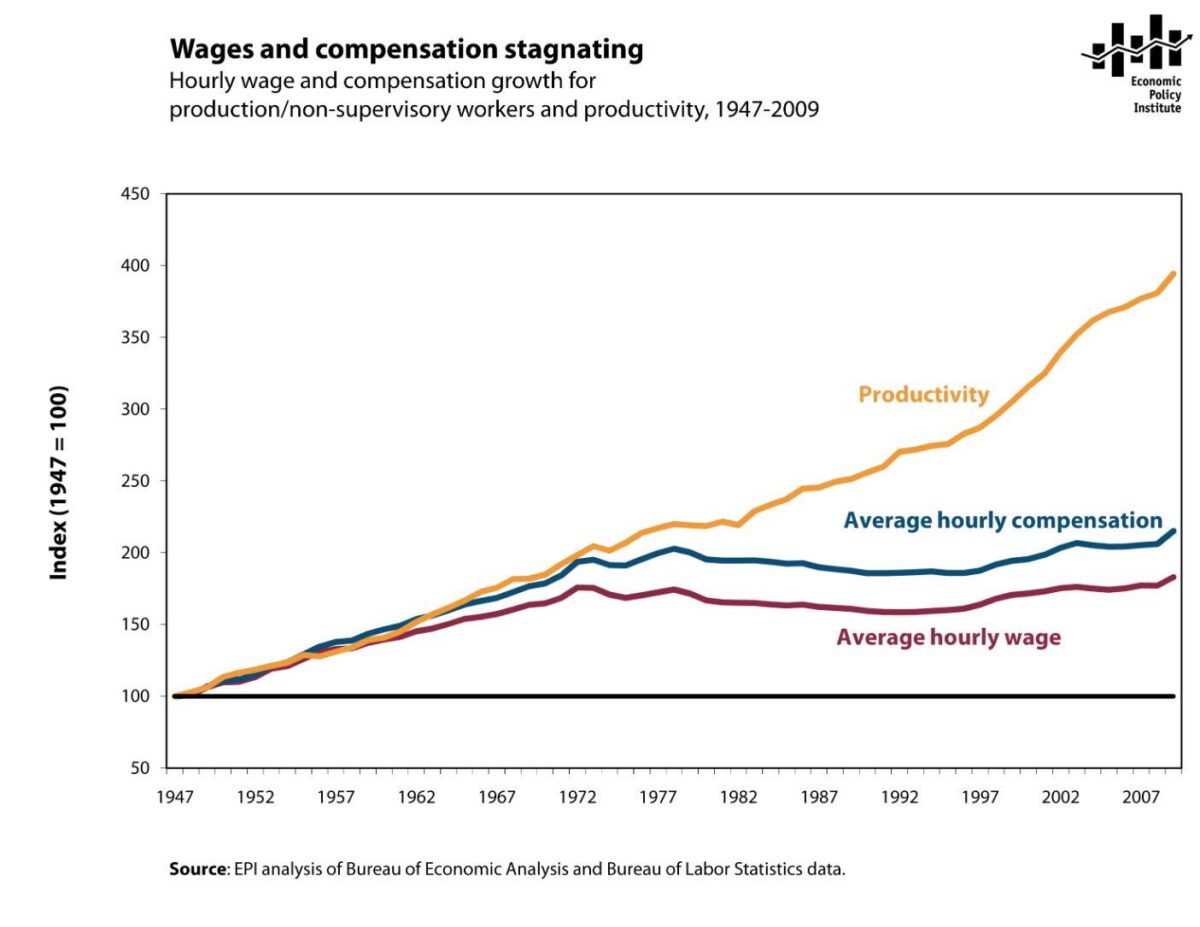 Wages and compensation stagnating
Hourly wage and compensation growth for
production/non-supervisory workers and productivity, 1947-2009
Economic
Policy
Institute
450
400
350
300
250
200
150
100
50
Index (1947 = 100)
Productivity
Average hourly compensation
Average hourly wage
1947 1952 1957 1962 1967 1972 1977 1982 1987 1992 1997 2002 2007
Source: EPI analysis of Bureau of Economic Analysis and Bureau of Labor Statistics data.